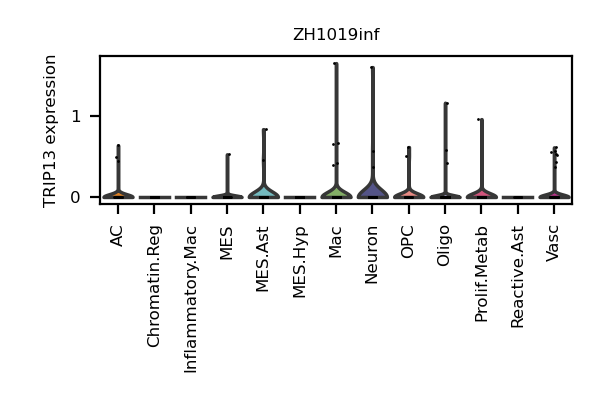 ZH1019inf
TRIP13 expression
1
0
AC
Chromatin.Reg
Inflammatory.Mac
MES
MES.Ast
MES.Hyp
Mac
Neuron
OPC
Oligo
Prolif.Metab
Reactive.Ast
Vasc